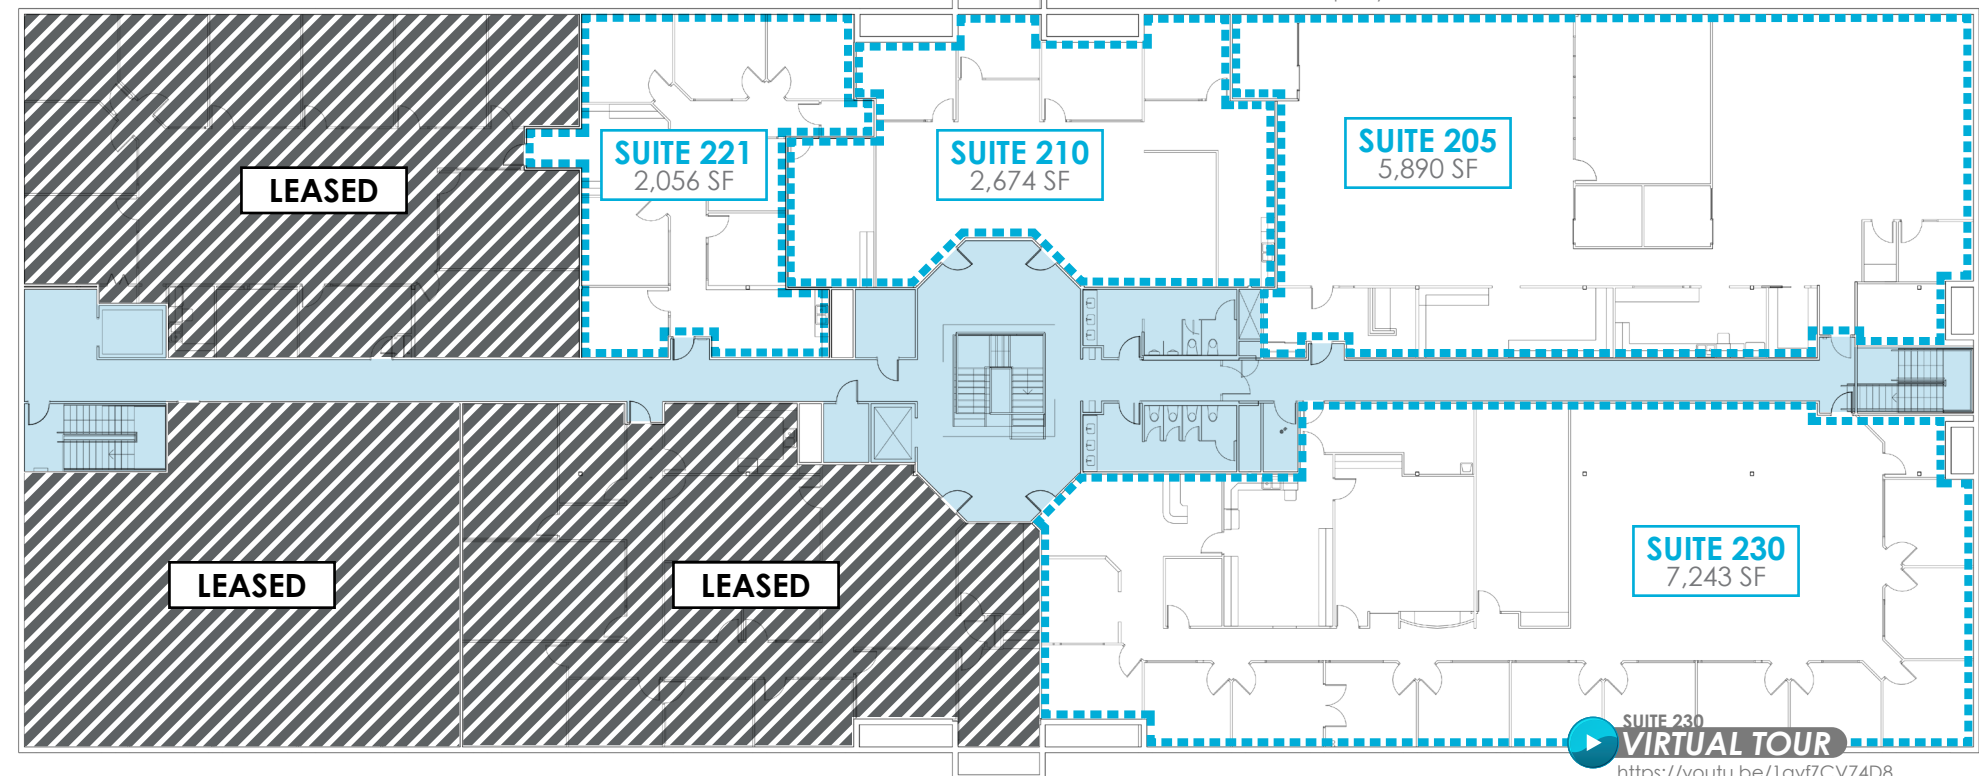 SUITE 221
2,056 SF
SUITE 210
2,674 SF
SUITE 205
5,890 SF
LEASED
LEASED
LEASED
SUITE 230
7,243 SF
SUITE 230
VIRTUAL TOUR